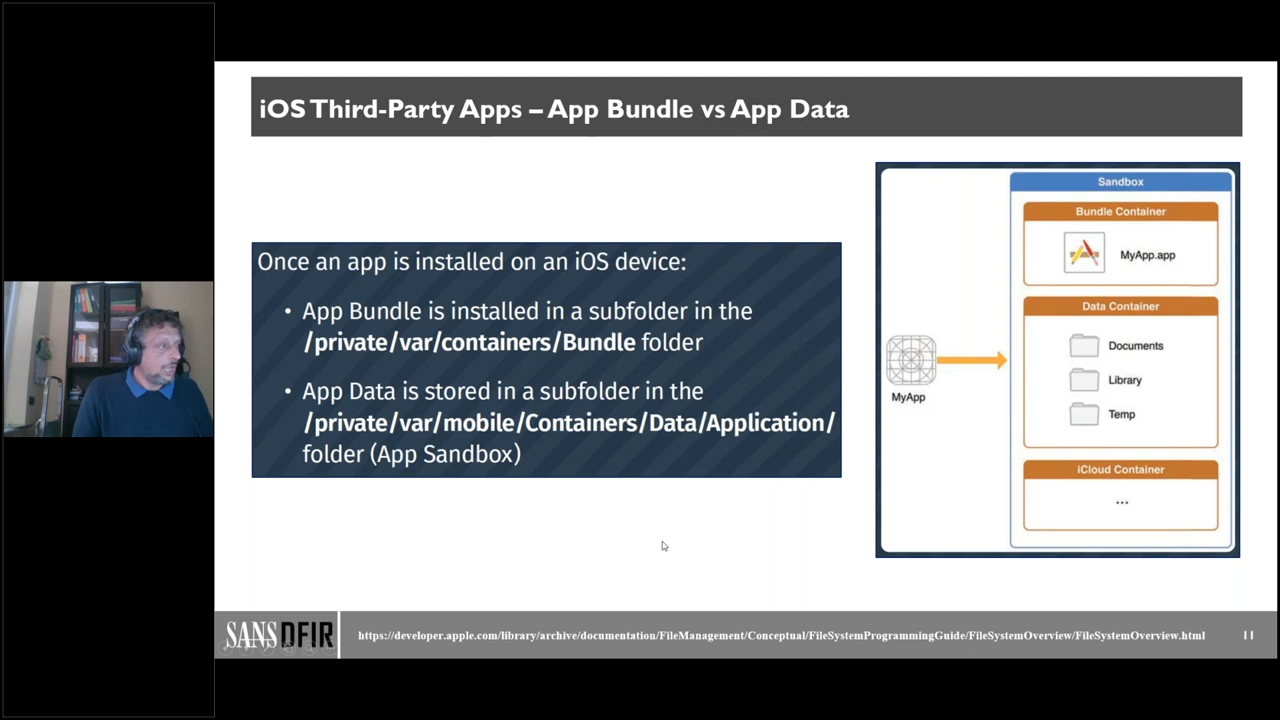 iOS Third-Party Apps – App Bundle vs App Data
Once an app is installed on an iOS device:
• App Bundle is installed in a subfolder in the
/private/var/containers/Bundle folder
• App Data is stored in a subfolder in the
/private/var/mobile/Containers/Data/Application/
folder (App Sandbox)
MyApp
Sandbox
Bundle Container
MyApp.app
Data Container
Documents
Library
Temp
iCloud Container
...
SANS DFIR
https://developer.apple.com/library/archive/documentation/FileManagement/Conceptual/FileSystemProgrammingGuide/FileSystemOverview/FileSystemOverview.html
11